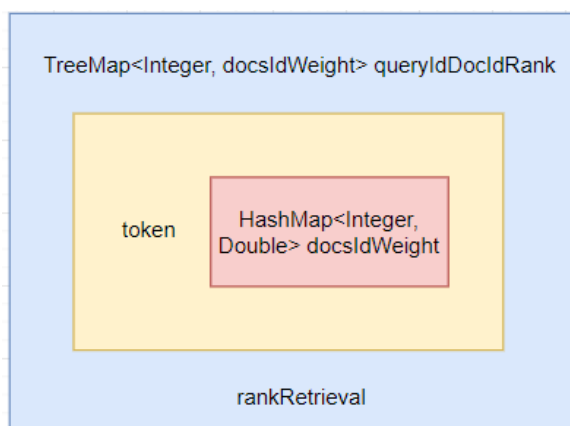 TreeMap<Integer, docsIdWeight> queryIdDocIdRank
token
HashMap<Integer,
Double> docsIdWeight
rankRetrieval